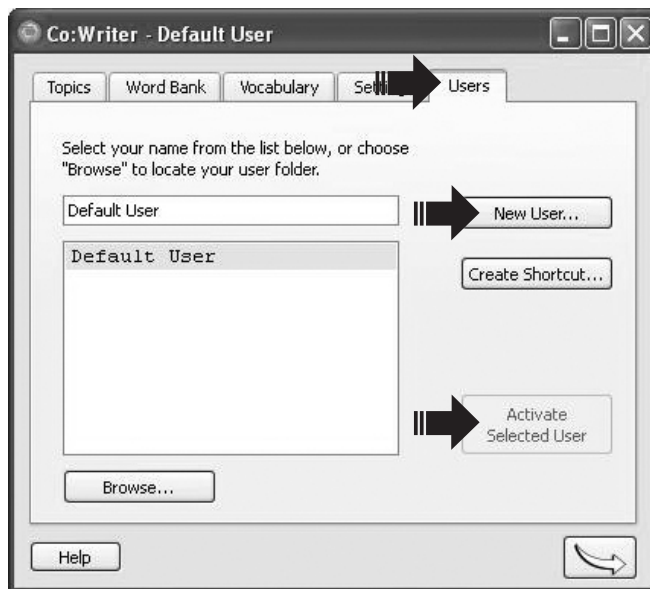 Co:Writer - Default User
Topics Word Bank Vocabulary Users
Select your name from the list below, or choose
"Browse" to locate your user folder.
Default User
New User...
Default User
Create Shortcut...
Activate
Selected User
Browse...
Help